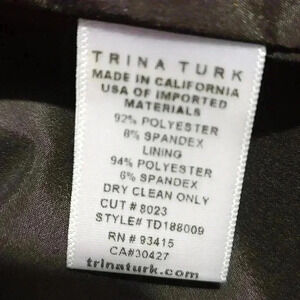 TRINA TURK
MADE IN CALIFORNIA
USA OF IMPORTED
MATERIALS
92% POLYESTER
8% SPANDEX
LINING
94% POLYESTER
6% SPANDEX
DRY CLEAN ONLY
CUT # 8023
STYLE# TD188009
RN # 93415
CA#30427
trinaturk.com